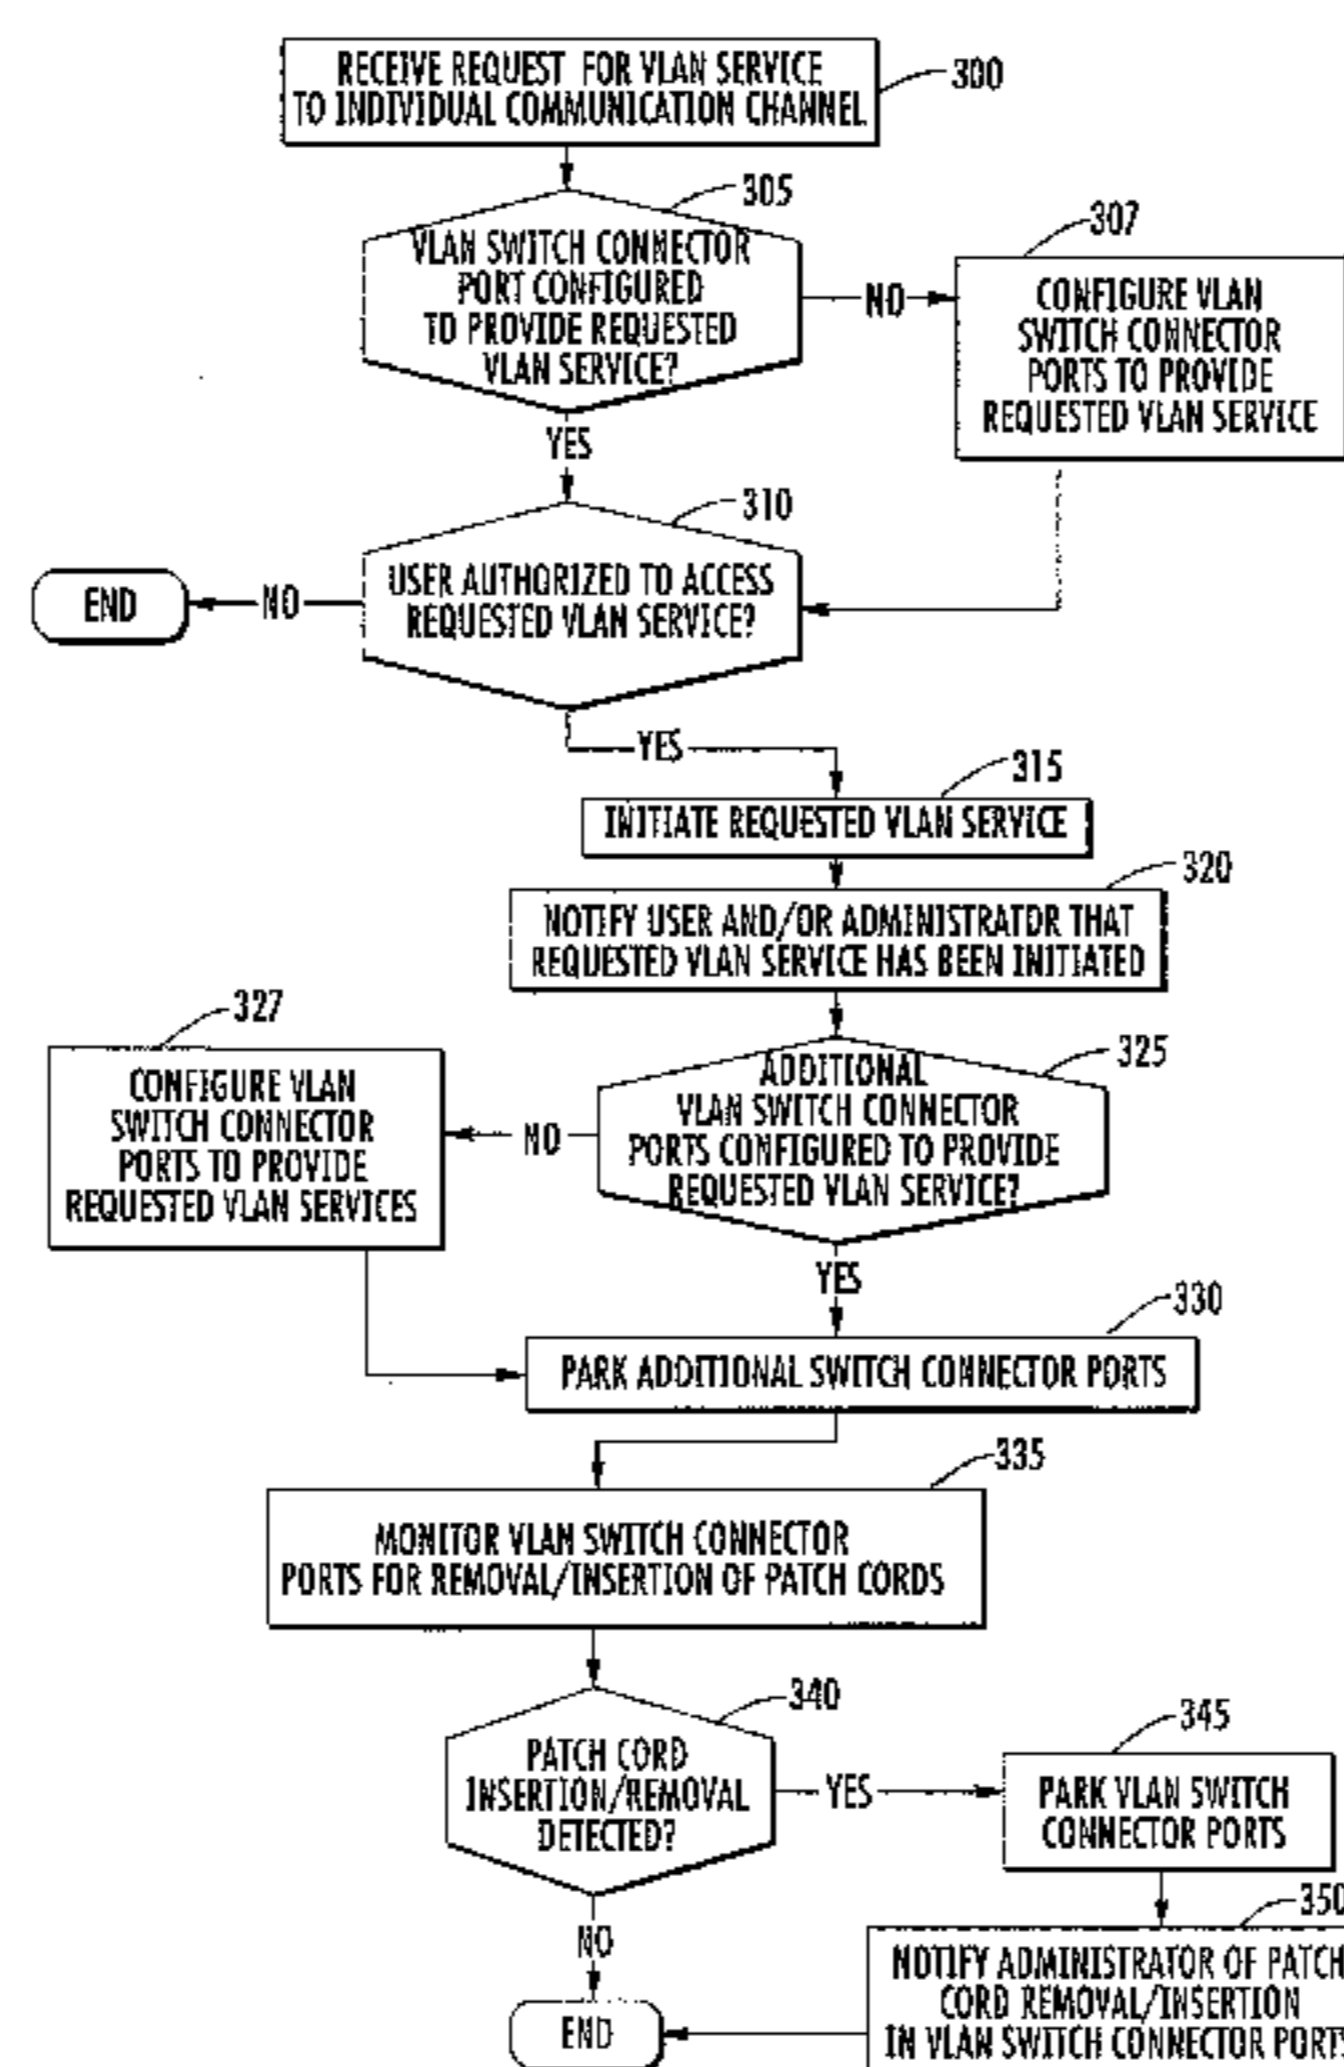 RECEIVE REQUEST FOR VLAN SERVICE
TO INDIVIDUAL COMMUNICATION CHANNEL
300
305
VLAN SWITCH CONNECTOR
PORT CONFIGURED
TO PROVIDE REQUESTED
VLAN SERVICE?
NO
307
CONFIGURE VLAN
SWITCH CONNECTOR
PORTS TO PROVIDE
REQUESTED VLAN SERVICE
YES
310
USER AUTHORIZED TO ACCESS
REQUESTED VLAN SERVICE?
NO
END
YES
315
INITIATE REQUESTED VLAN SERVICE
320
NOTIFY USER AND/OR ADMINISTRATOR THAT
REQUESTED VLAN SERVICE HAS BEEN INITIATED
325
ADDITIONAL
VLAN SWITCH CONNECTOR
PORTS CONFIGURED TO PROVIDE
REQUESTED VLAN SERVICE?
NO
327
CONFIGURE VLAN
SWITCH CONNECTOR
PORTS TO PROVIDE
REQUESTED VLAN SERVICES
YES
330
PARK ADDITIONAL SWITCH CONNECTOR PORTS
335
MONITOR VLAN SWITCH CONNECTOR
PORTS FOR REMOVAL/INSERTION OF PATCH CORDS
340
PATCH CORD
INSERTION/REMOVAL
DETECTED?
YES
345
PARK VLAN SWITCH
CONNECTOR PORTS
NO
350
NOTIFY ADMINISTRATOR OF PATCH
CORD REMOVAL/INSERTION
IN VLAN SWITCH CONNECTOR PORTS
END